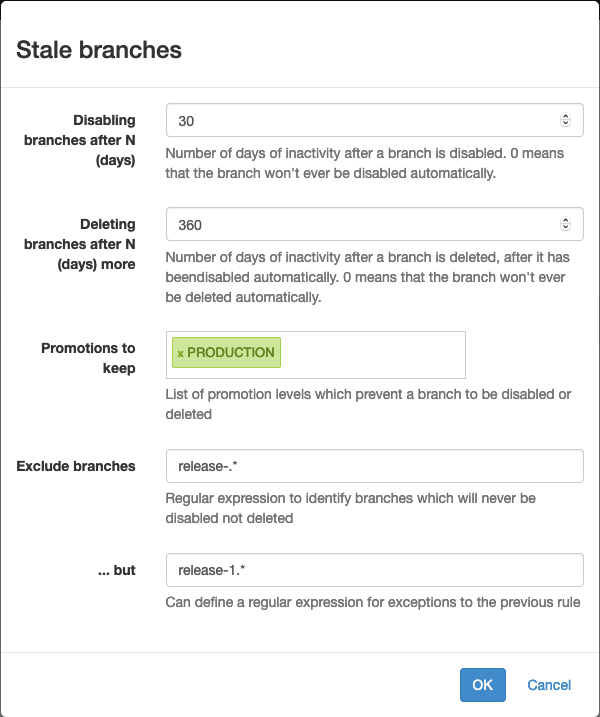 Stale branches
Disabling
branches after N
(days)
30
Number of days of inactivity after a branch is disabled. 0 means
that the branch won't ever be disabled automatically.
Deleting
branches after N
(days) more
360
Number of days of inactivity after a branch is deleted, after it has
beendisabled automatically. 0 means that the branch won't ever
be deleted automatically.
Promotions to
keep
x PRODUCTION
List of promotion levels which prevent a branch to be disabled or
deleted
Exclude branches
release-.*
Regular expression to identify branches which will never be
disabled not deleted
... but
release-1.*
Can define a regular expression for exceptions to the previous rule
OK
Cancel